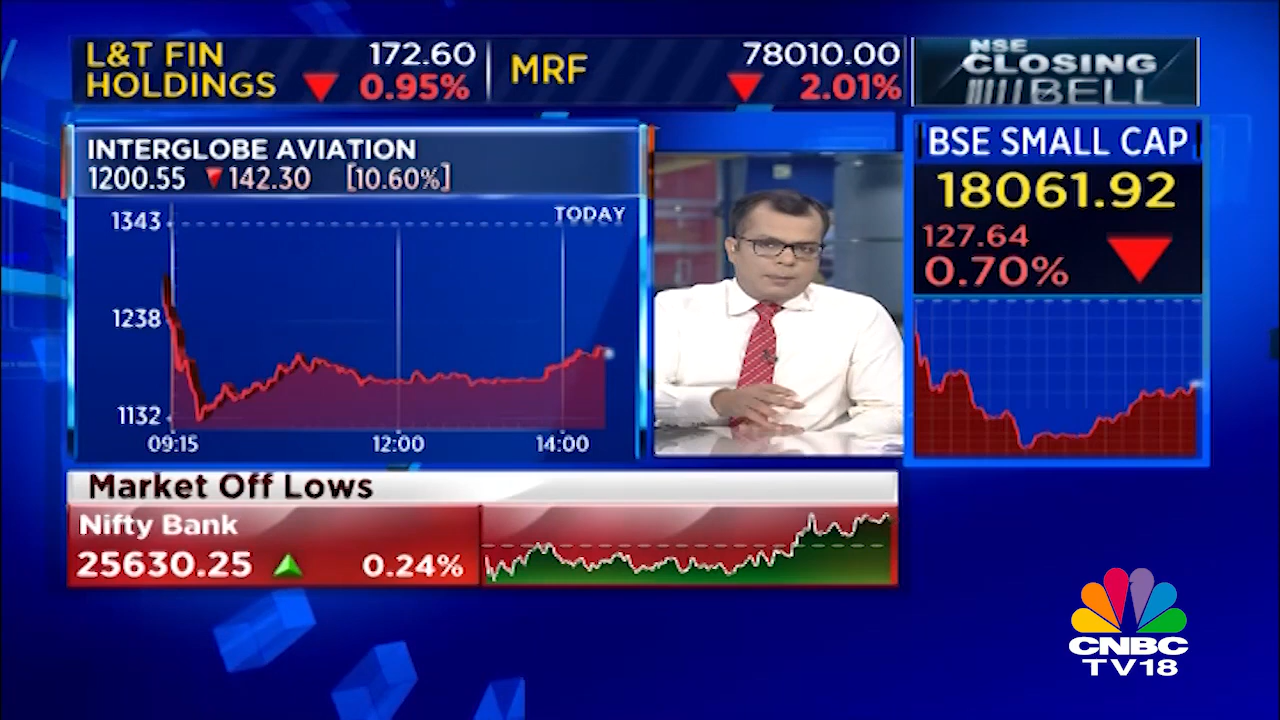 L&T FIN
HOLDINGS
172.60
0.95%
MRF
78010.00
2.01%
NSE
CLOSING
BELL
INTERGLOBE AVIATION
1200.55 142.30 [10.60%]
TODAY
1343
1238
1132
09:15 12:00 14:00
BSE SMALL CAP
18061.92
127.64
0.70%
Market Off Lows
Nifty Bank
25630.25 0.24%
CNBC
TV18